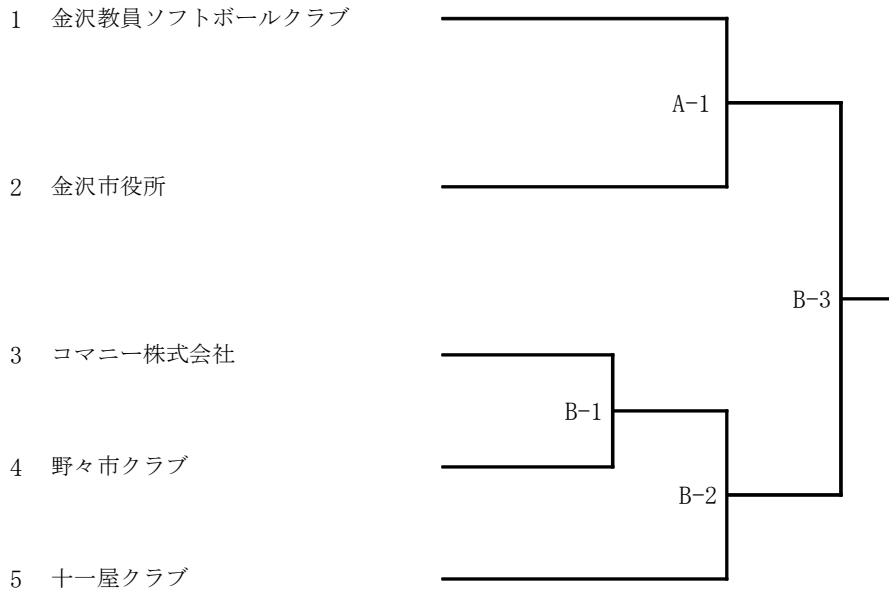 1 金沢教員ソフトボールクラブ
A-1
2 金沢市役所
B-3
3 コマニー株式会社
B-1
4 野々市クラブ
B-2
5 十一屋クラブ